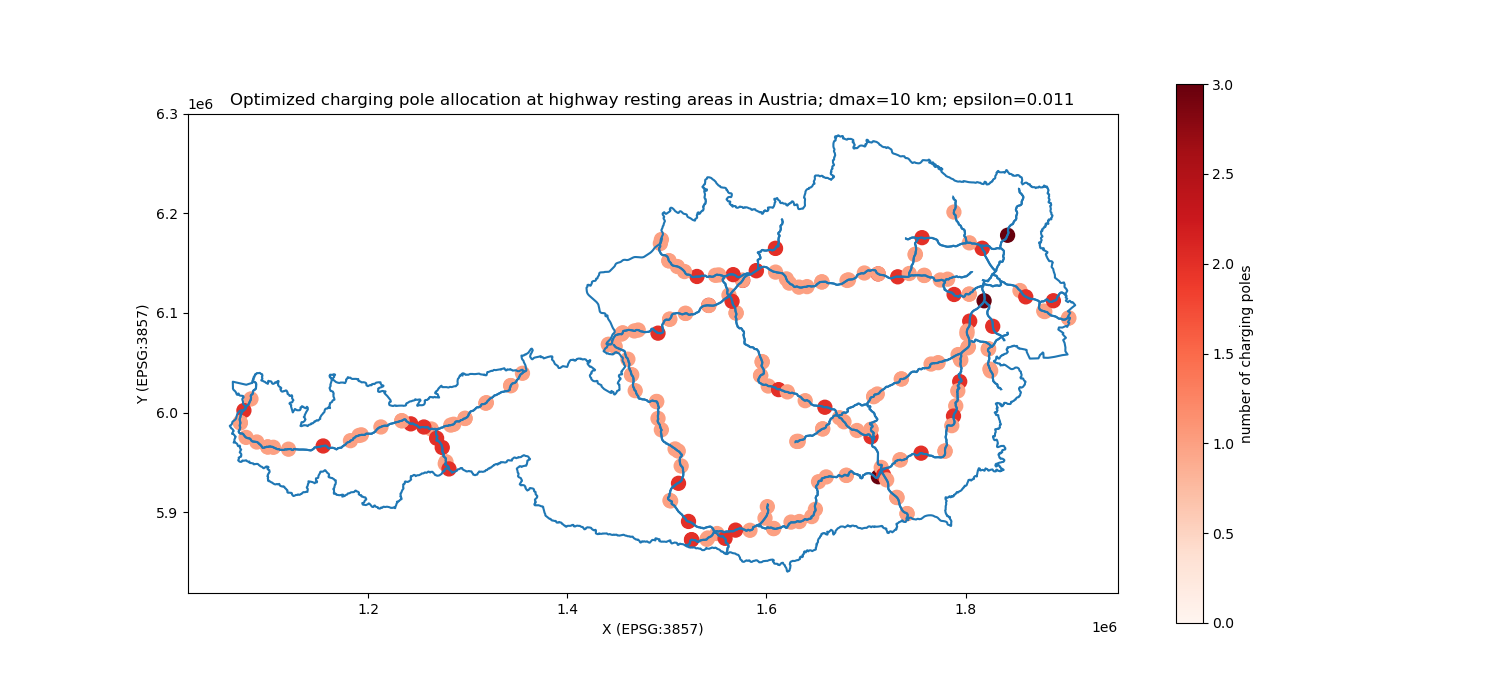 Optimized charging pole allocation at highway resting areas in Austria; dmax=10 km; epsilon=0.011
1e6
6.3
6.2
6.1
6.0
5.9
Y (EPSG:3857)
1.2
1.4
1.6
1.8
1e6
X (EPSG:3857)
3.0
2.5
2.0
1.5
1.0
0.5
0.0
number of charging poles